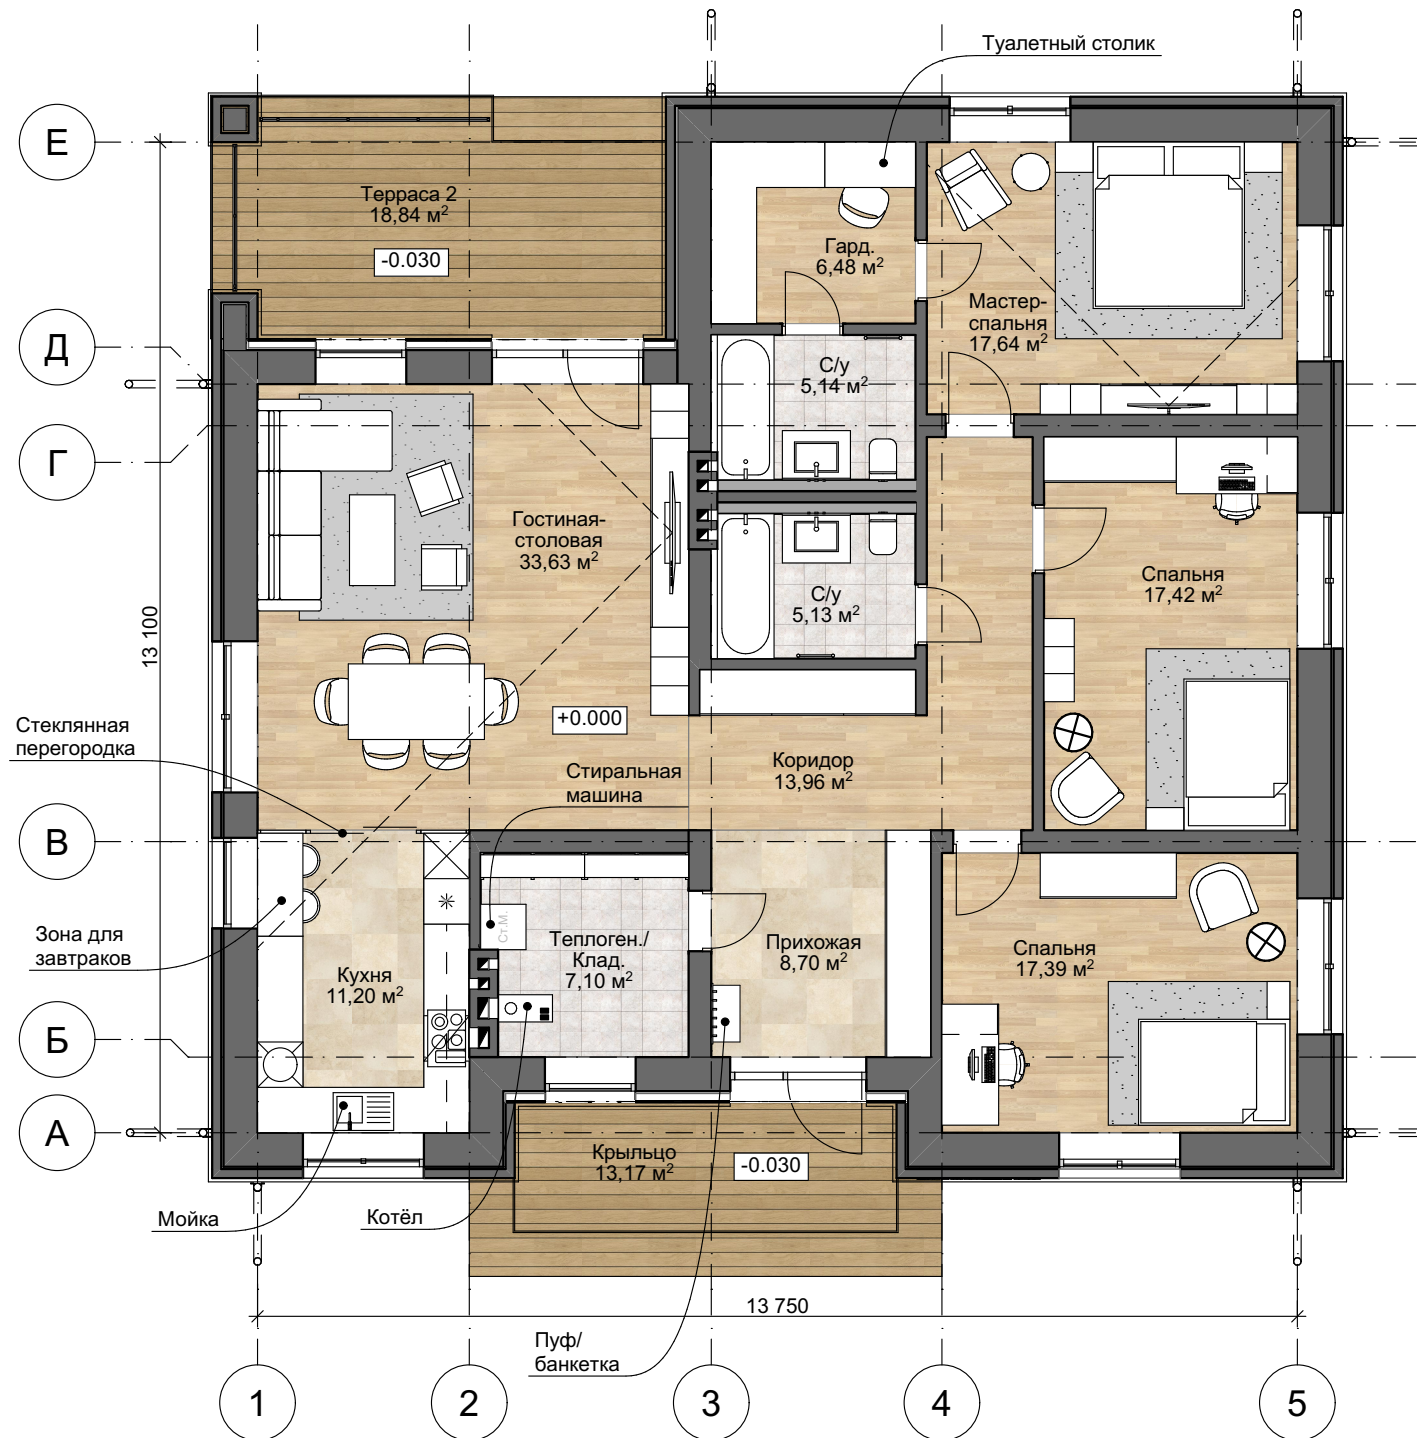 Туалетный столик
Е
Терраса 2
18,84 м²
-0.030
Гард.
6,48 м²
Мастер-
спальня
17,64 м²
Д
С/у
5,14 м²
Г
Гостиная-
столовая
33,63 м²
С/у
5,13 м²
Спальня
17,42 м²
13 100
+0.000
Стеклянная
перегородка
Стиральная
машина
Коридор
13,96 м²
В
Зона для
завтраков
Ст.М.
Теплоген./
Клад.
7,10 м²
Прихожая
8,70 м²
Спальня
17,39 м²
Кухня
11,20 м²
Б
А
Крыльцо
13,17 м²
-0.030
Мойка
Котёл
13 750
Пуф/
банкетка
1
2
3
4
5